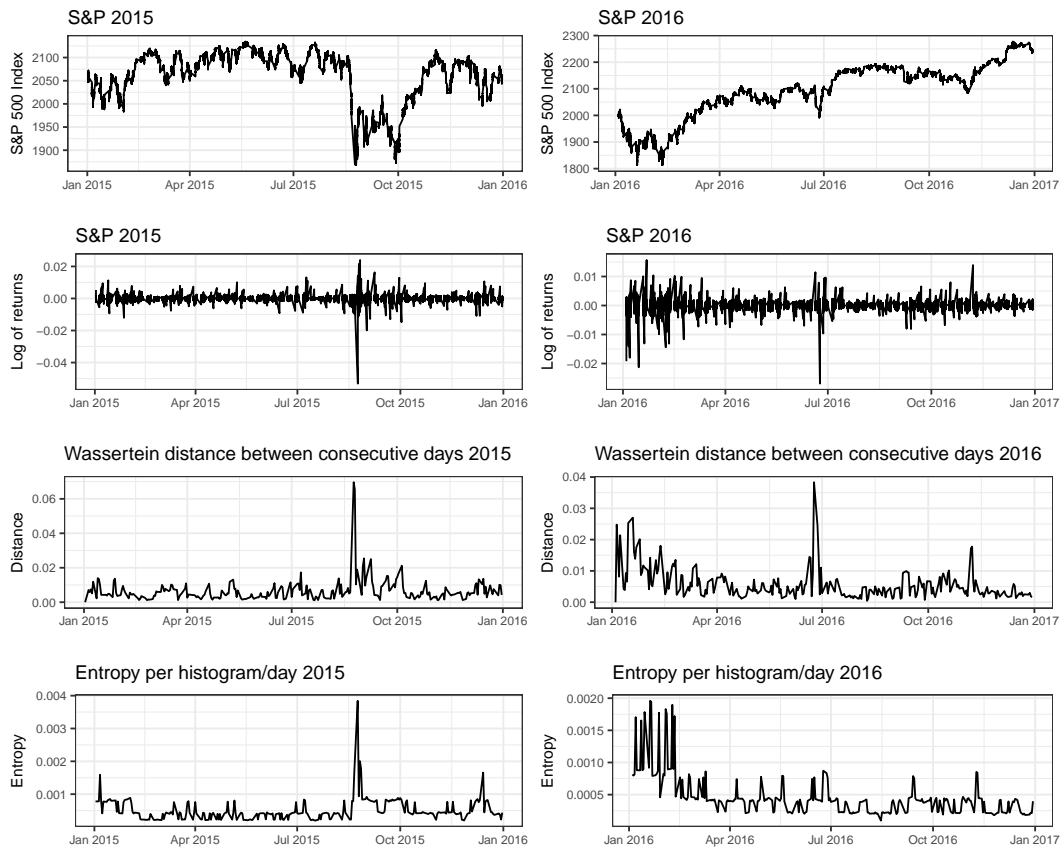 S&P 2015
S&P 500 Index
2100
2050
2000
1950
1900
Jan 2015 Apr 2015 Jul 2015 Oct 2015 Jan 2016
S&P 2016
S&P 500 Index
2300
2200
2100
2000
1900
1800
Jan 2016 Apr 2016 Jul 2016 Oct 2016 Jan 2017
S&P 2015
Log of returns
0.02
0.00
−0.02
−0.04
Jan 2015 Apr 2015 Jul 2015 Oct 2015 Jan 2016
S&P 2016
Log of returns
0.01
0.00
−0.01
−0.02
Jan 2016 Apr 2016 Jul 2016 Oct 2016 Jan 2017
Wassertein distance between consecutive days 2015
Distance
0.06
0.04
0.02
0.00
Jan 2015 Apr 2015 Jul 2015 Oct 2015 Jan 2016
Wassertein distance between consecutive days 2016
Distance
0.04
0.03
0.02
0.01
0.00
Jan 2016 Apr 2016 Jul 2016 Oct 2016 Jan 2017
Entropy per histogram/day 2015
Entropy
0.004
0.003
0.002
0.001
Jan 2015 Apr 2015 Jul 2015 Oct 2015 Jan 2016
Entropy per histogram/day 2016
Entropy
0.0020
0.0015
0.0010
0.0005
Jan 2016 Apr 2016 Jul 2016 Oct 2016 Jan 2017